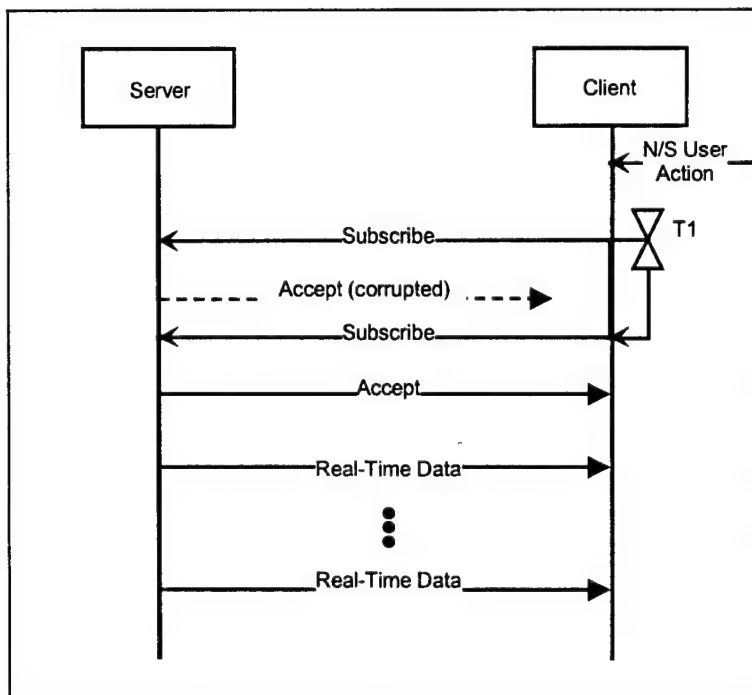 Server
Client
N/S User
Action
T1
Subscribe
Accept (corrupted)
Subscribe
Accept
Real-Time Data
Real-Time Data